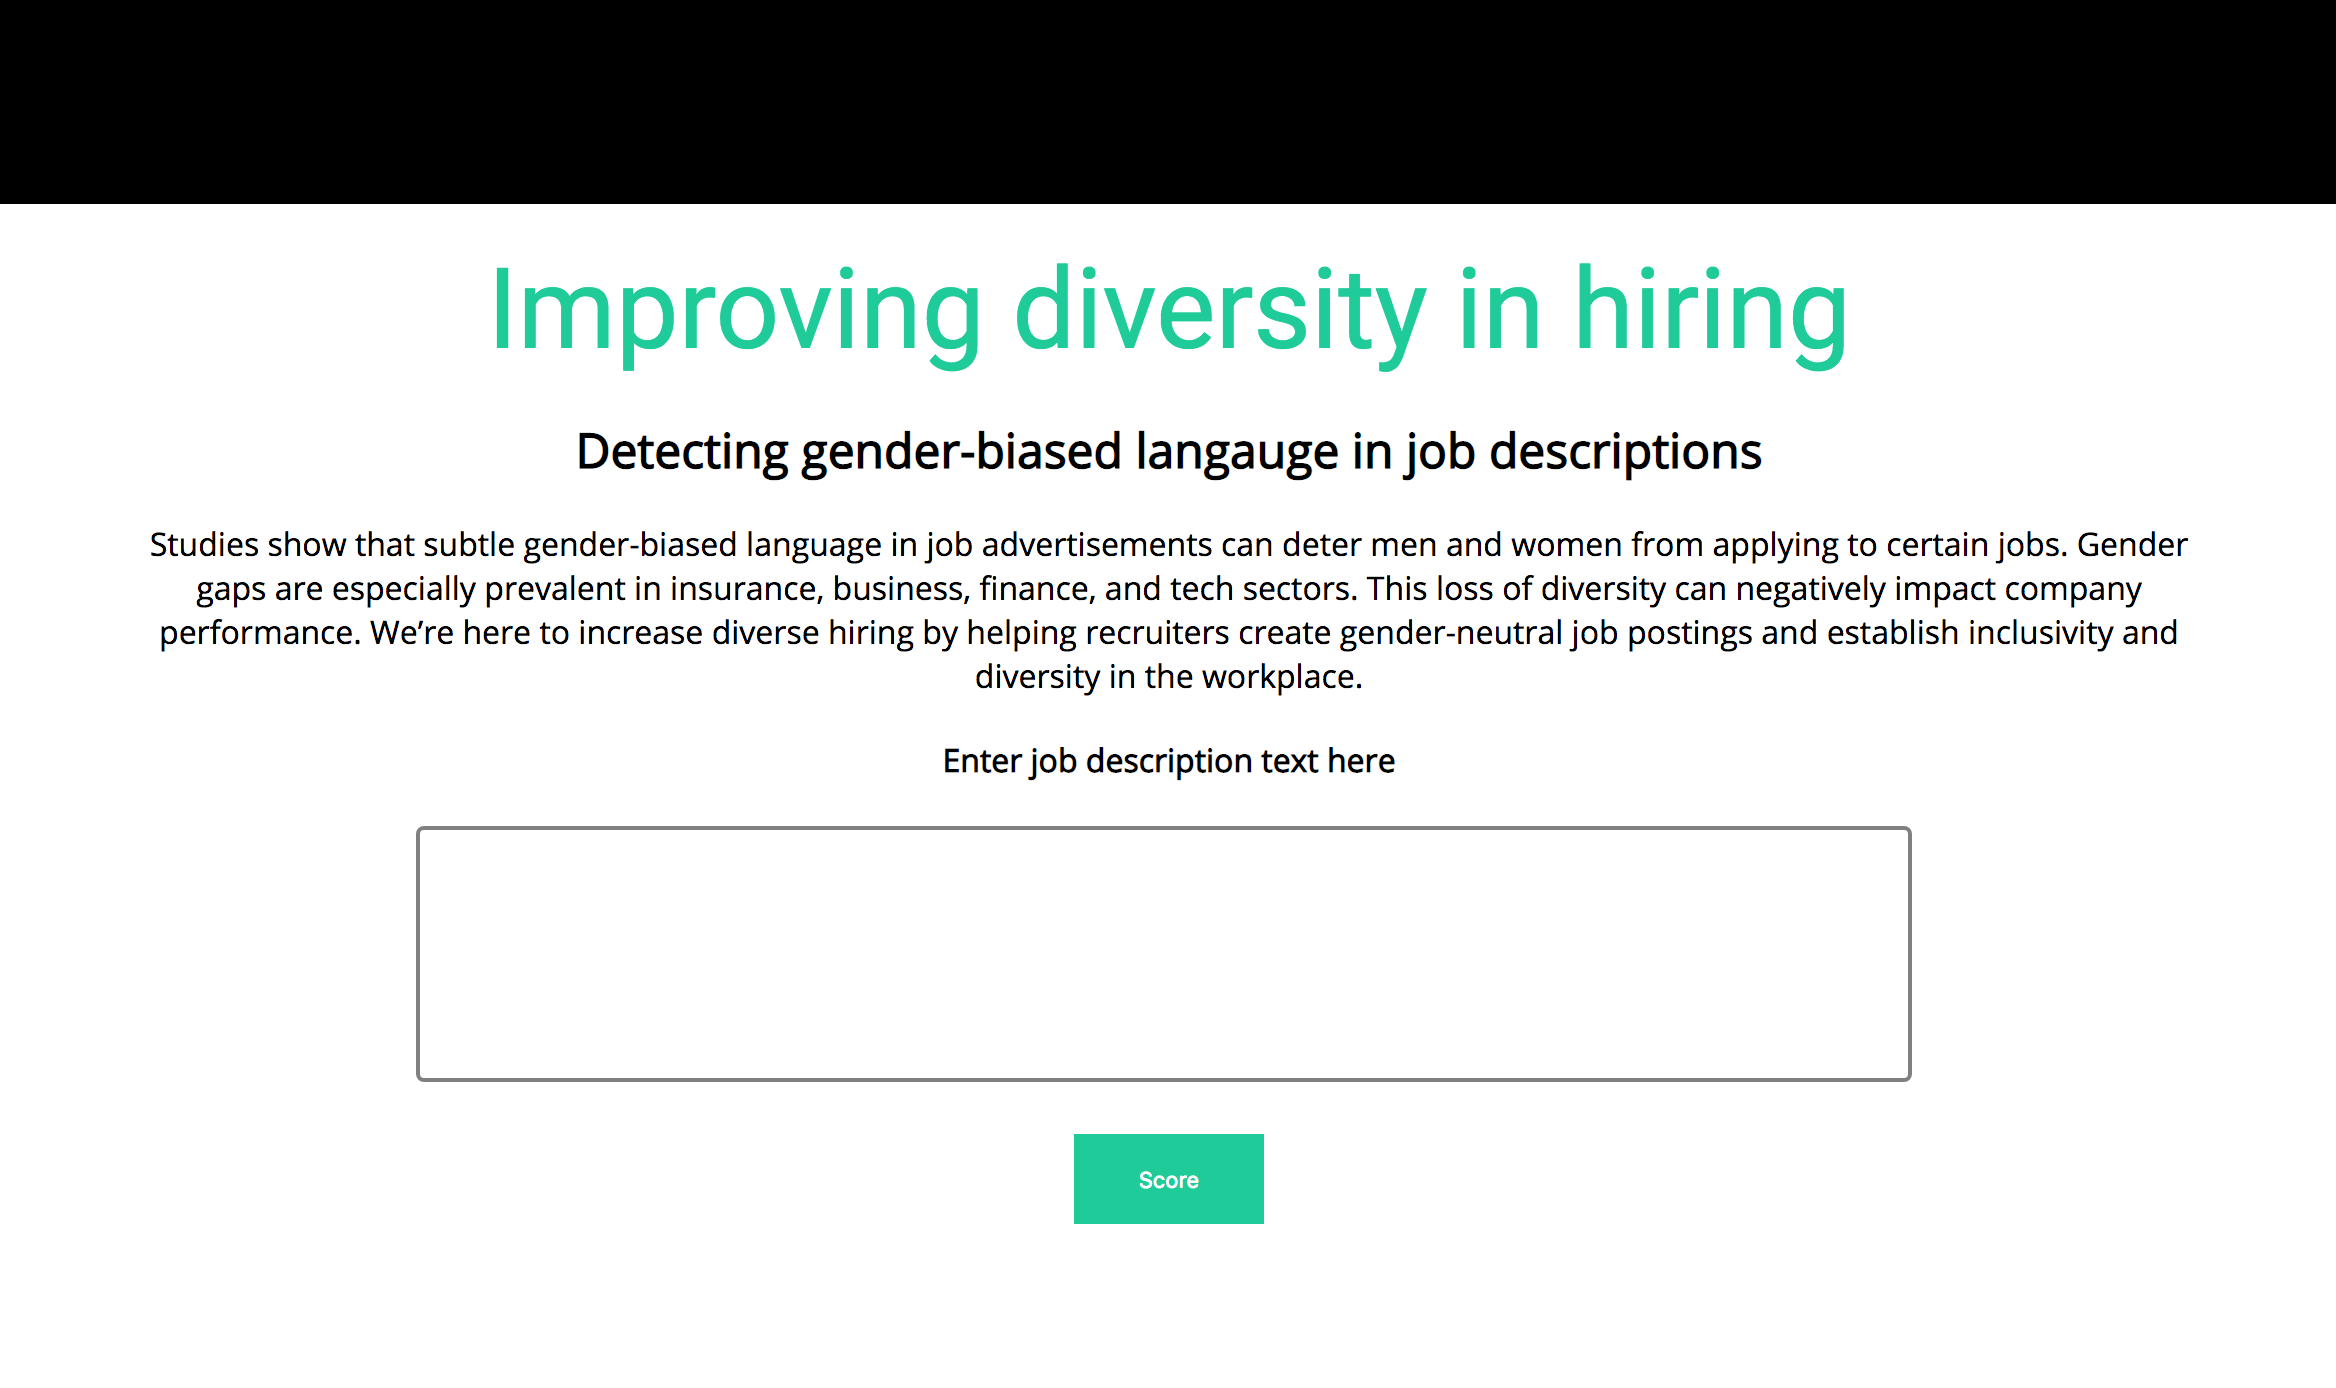 Improving diversity in hiring
Detecting gender-biased langauge in job descriptions
Studies show that subtle gender-biased language in job advertisements can deter men and women from applying to certain jobs. Gender
gaps are especially prevalent in insurance, business, finance, and tech sectors. This loss of diversity can negatively impact company
performance. We’re here to increase diverse hiring by helping recruiters create gender-neutral job postings and establish inclusivity and
diversity in the workplace.
Enter job description text here
Score